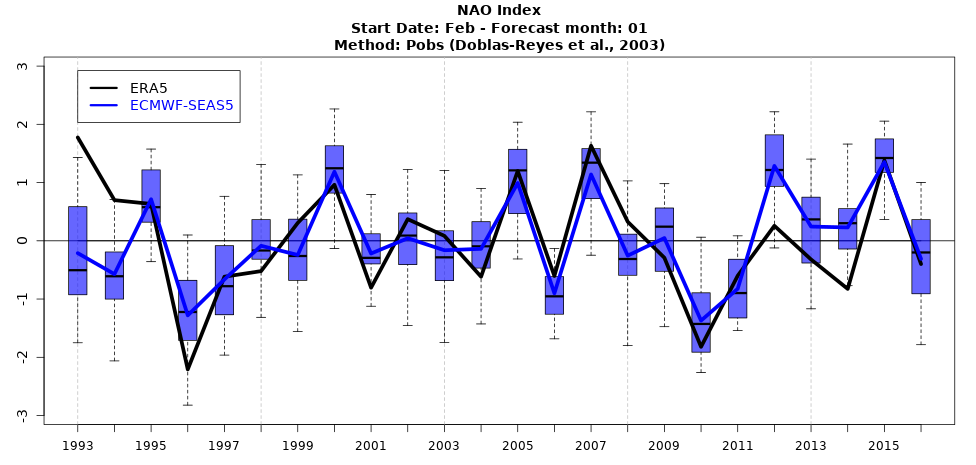 NAO Index
Start Date: Feb - Forecast month: 01
Method: Pobs (Doblas-Reyes et al., 2003)
ERA5
ECMWF-SEAS5
3
2
1
0
-1
-2
-3
1993 1995 1997 1999 2001 2003 2005 2007 2009 2011 2013 2015